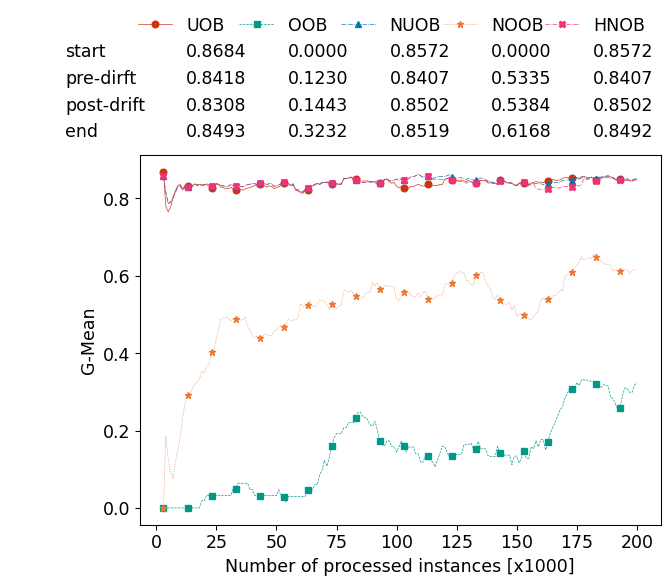 UOB OOB NUOB NOOB HNOB
start 0.8684 0.0000 0.8572 0.0000 0.8572
pre-dirft 0.8418 0.1230 0.8407 0.5335 0.8407
post-drift 0.8308 0.1443 0.8502 0.5384 0.8502
end 0.8493 0.3232 0.8519 0.6168 0.8492
0.8
0.6
0.4
0.2
0.0
G-Mean
0 25 50 75 100 125 150 175 200
Number of processed instances [x1000]